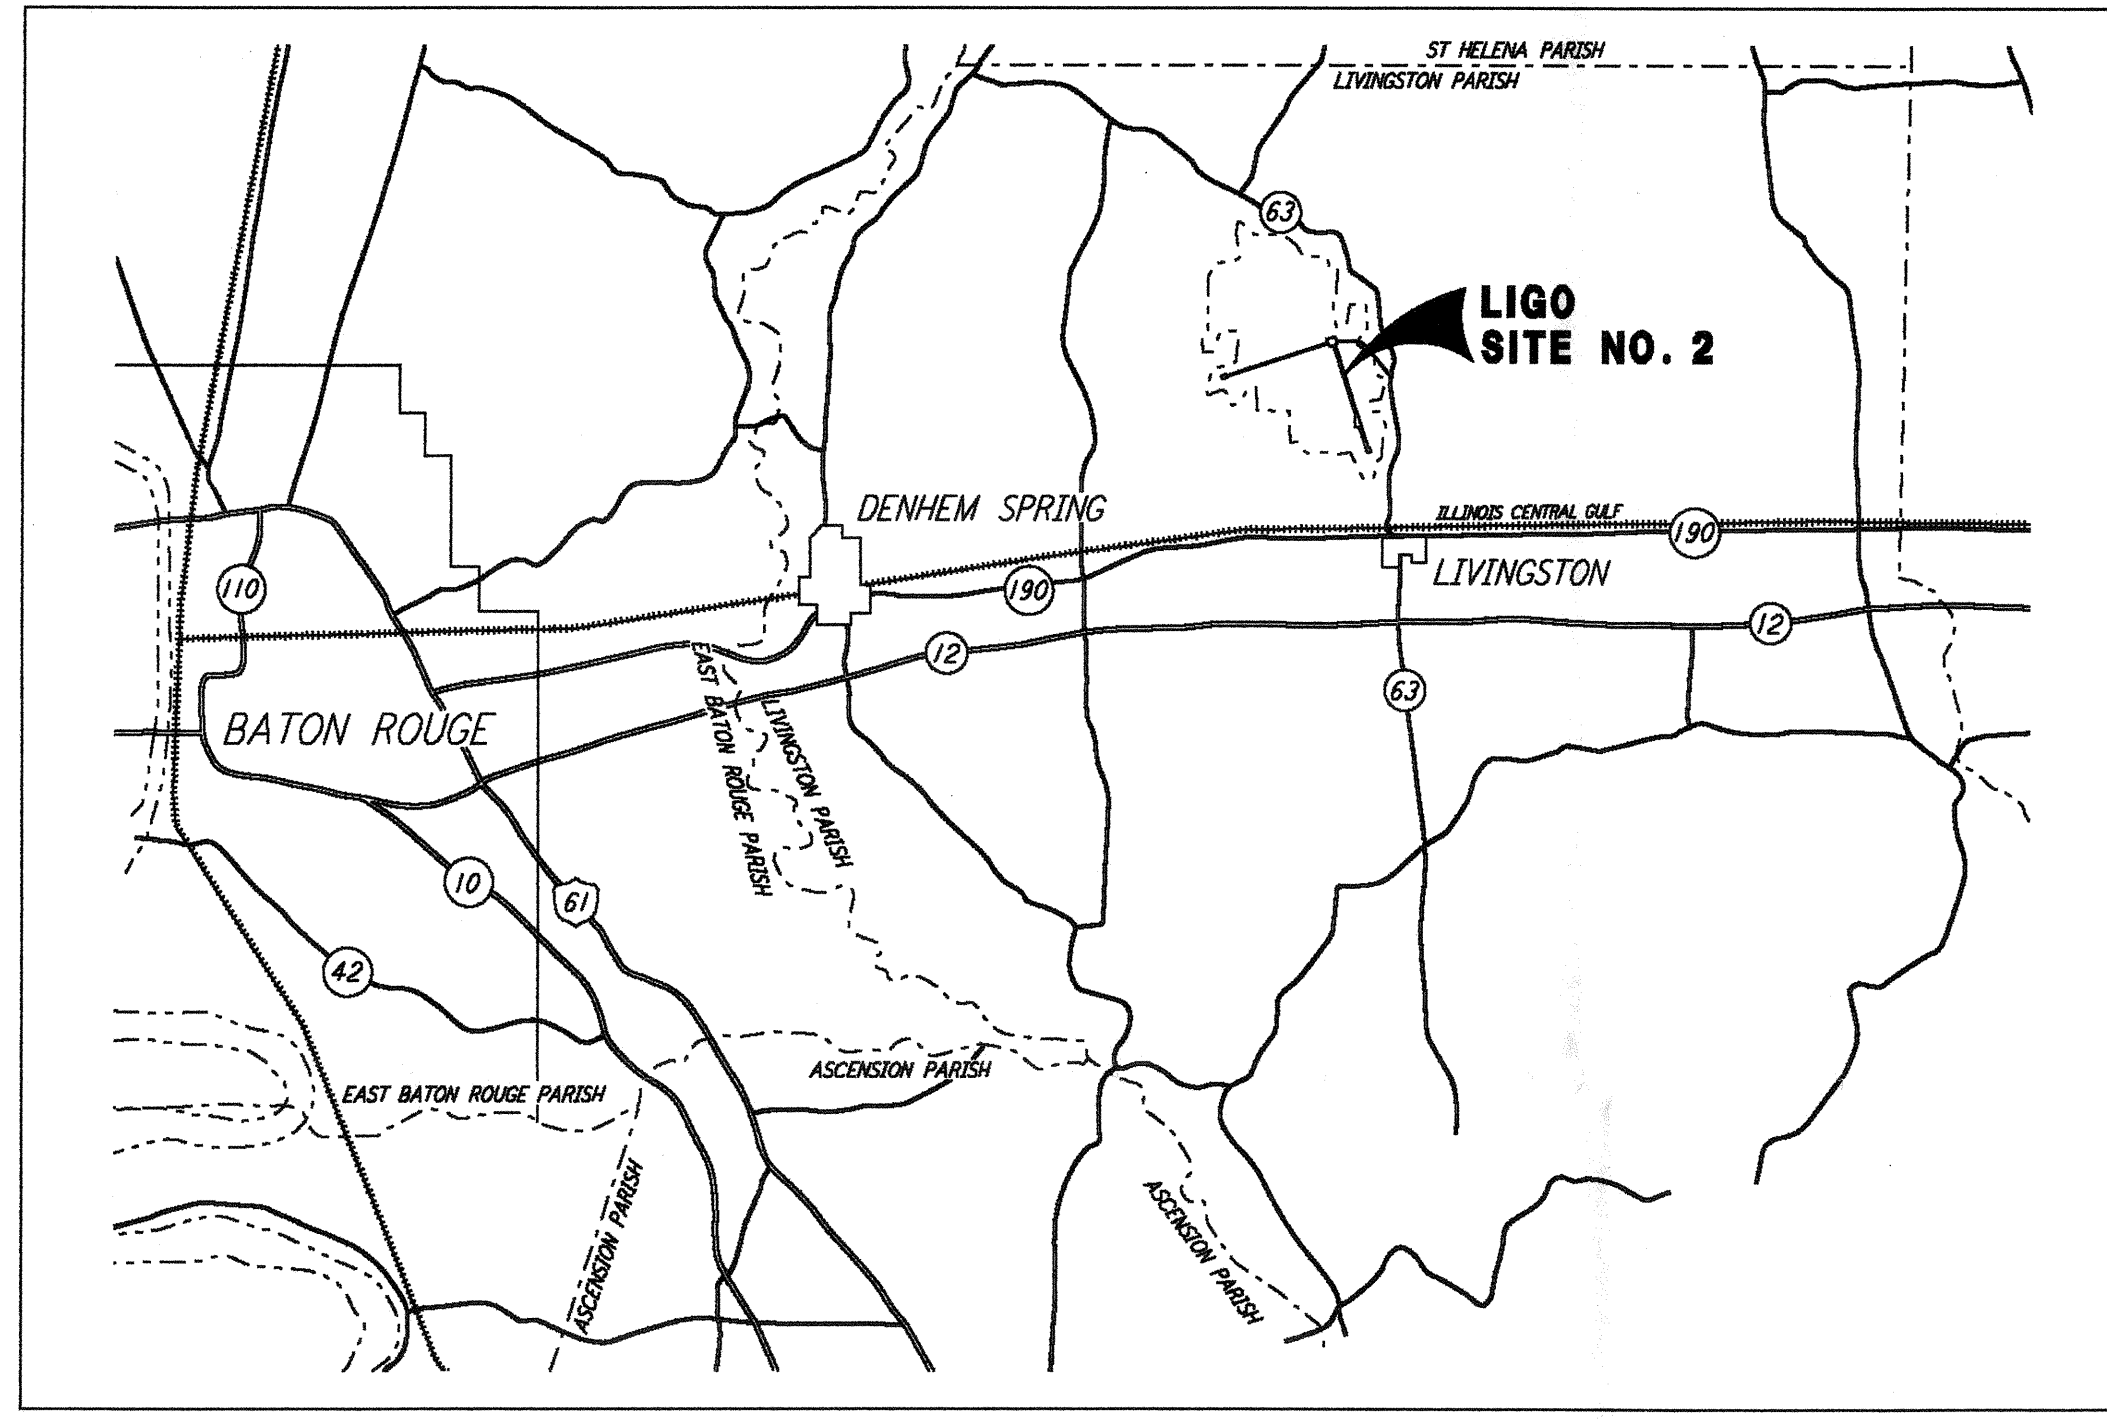 ST HELENA PARISH
LIVINGSTON PARISH
63
LIGO
SITE NO. 2
DENHEM SPRING
ILLINOIS CENTRAL GULF
190
LIVINGSTON
110
190
12
12
EAST BATON ROUGE PARISH
LIVINGSTON PARISH
63
BATON ROUGE
10
61
42
ASCENSION PARISH
EAST BATON ROUGE PARISH
ASCENSION PARISH
ASCENSION PARISH